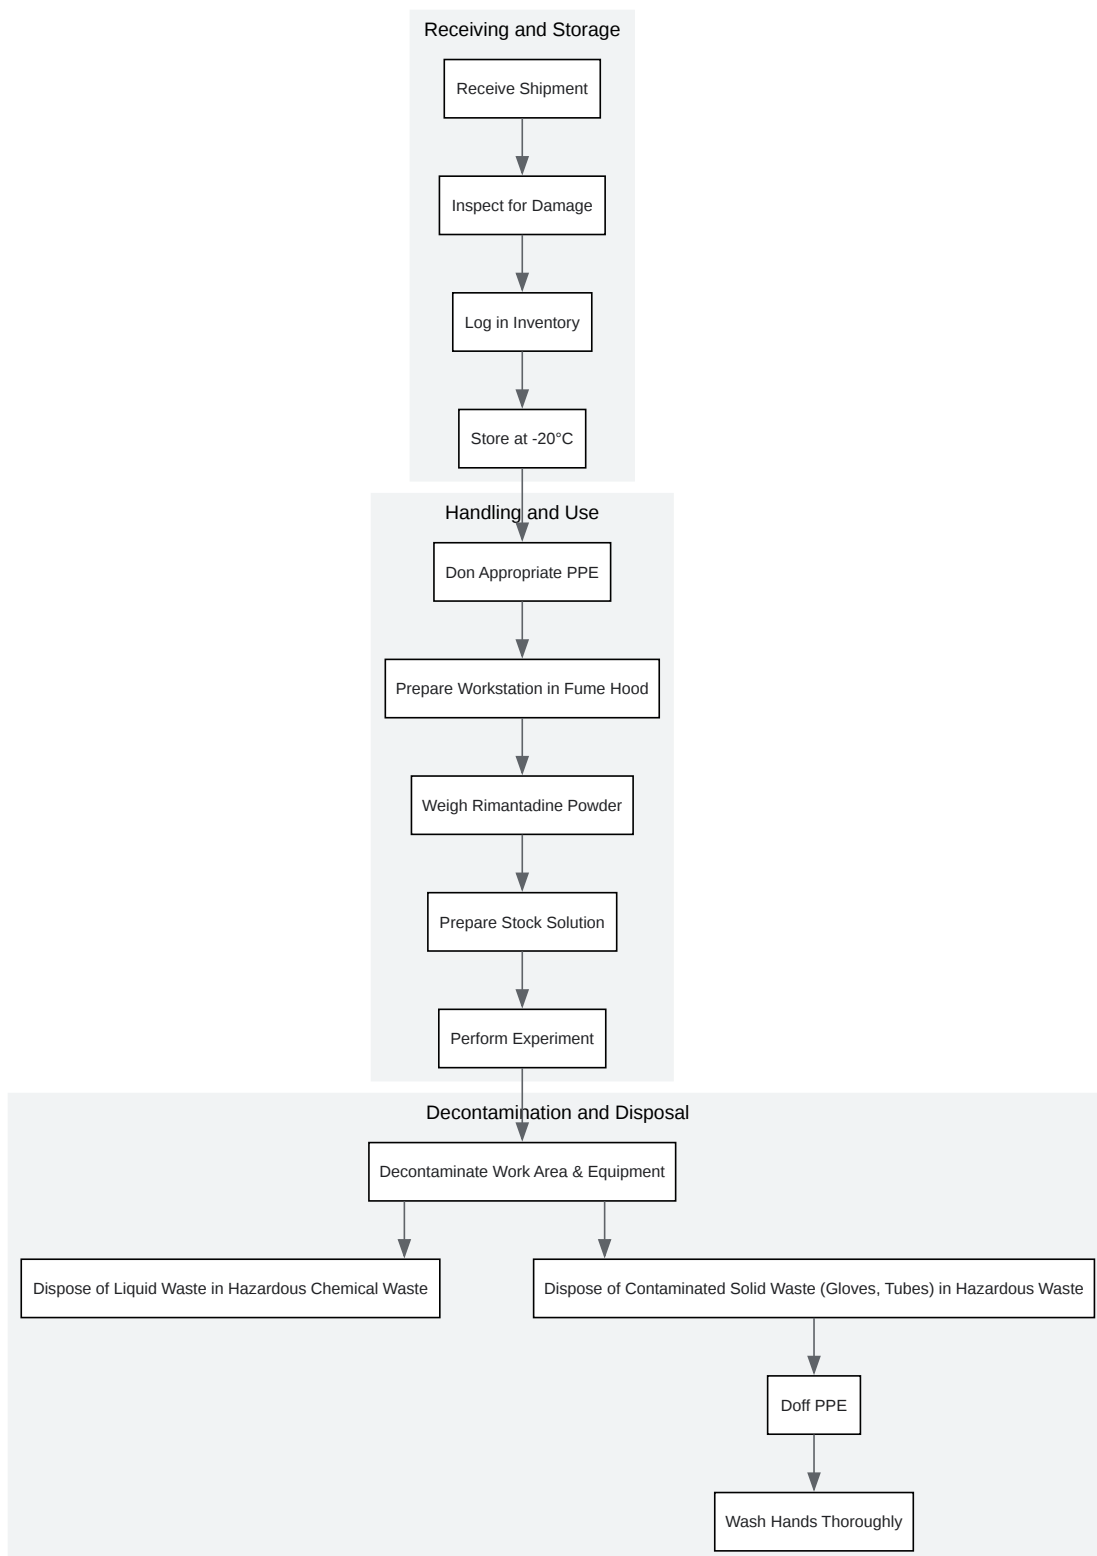 Receiving and Storage
Receive Shipment
Inspect for Damage
Log in Inventory
Store at -20°C
Handling and Use
Don Appropriate PPE
Prepare Workstation in Fume Hood
Weigh Rimantadine Powder
Prepare Stock Solution
Perform Experiment
Decontamination and Disposal
Decontaminate Work Area & Equipment
Dispose of Liquid Waste in Hazardous Chemical Waste
Dispose of Contaminated Solid Waste (Gloves, Tubes) in Hazardous Waste
Doff PPE
Wash Hands Thoroughly